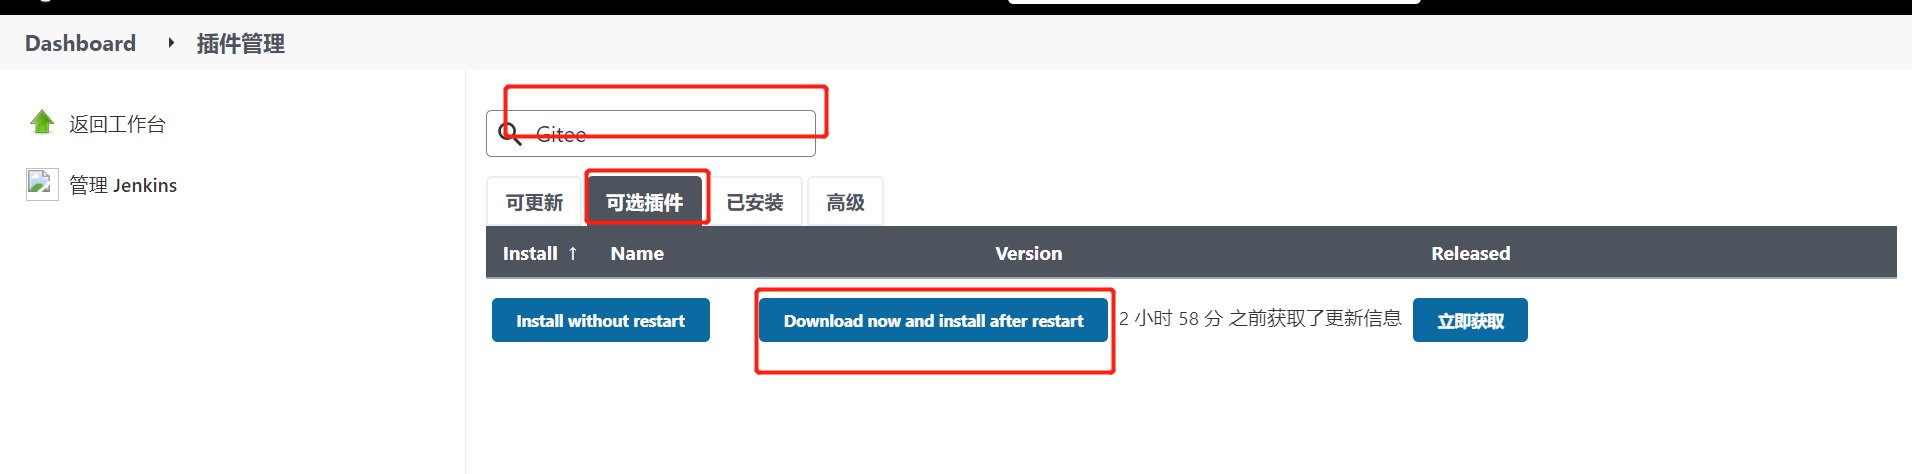 Dashboard 插件管理
返回工作台
管理 Jenkins
Gitee
可更新 可选插件 已安装 高级
Install ↑ Name Version Released
Install without restart Download now and install after restart 2 小时 58 分 之前获取了更新信息 立即获取